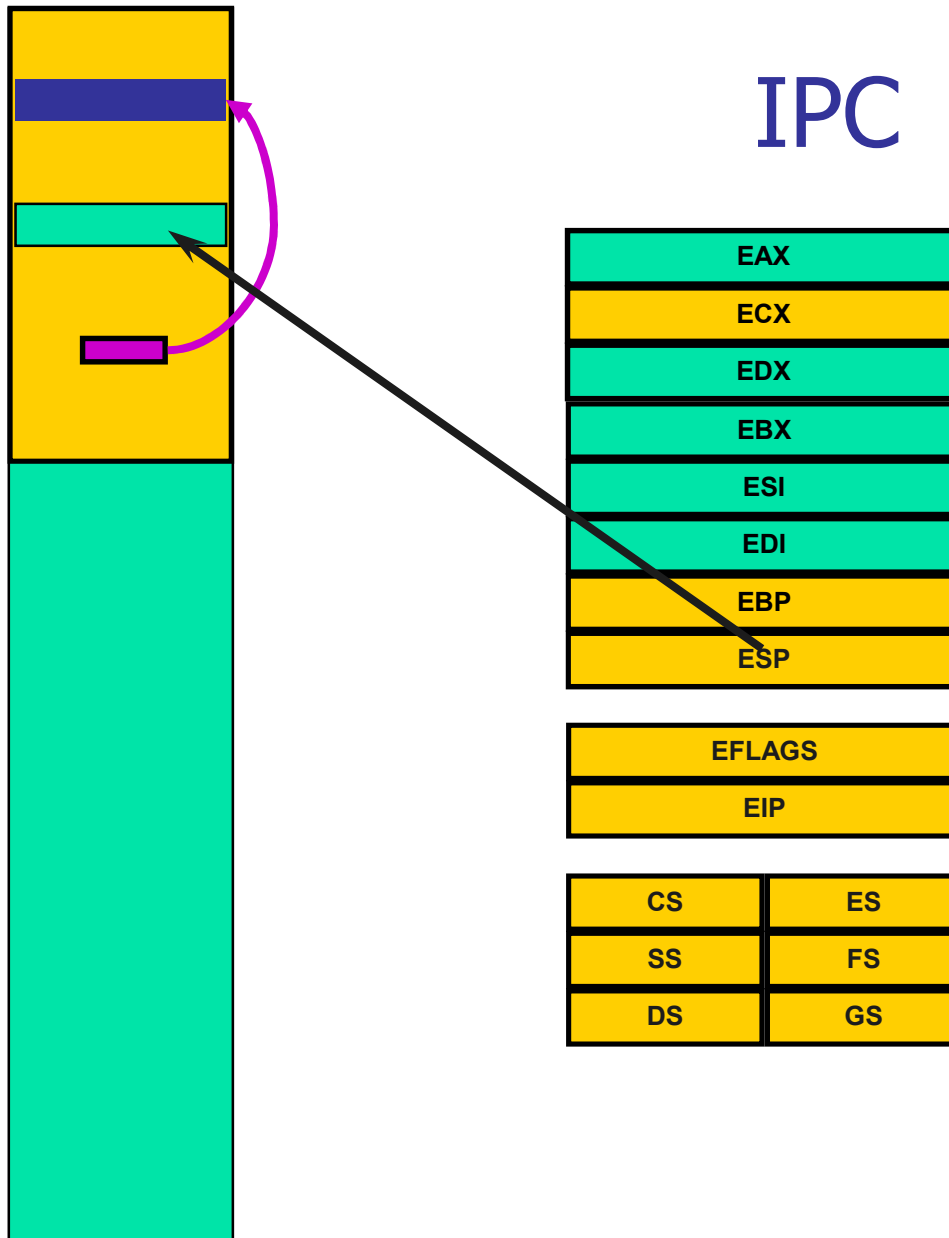 IPC
EAX
ECX
EDX
EBX
ESI
EDI
EBP
ESP
EFLAGS
EIP
CS ES
SS FS
DS GS